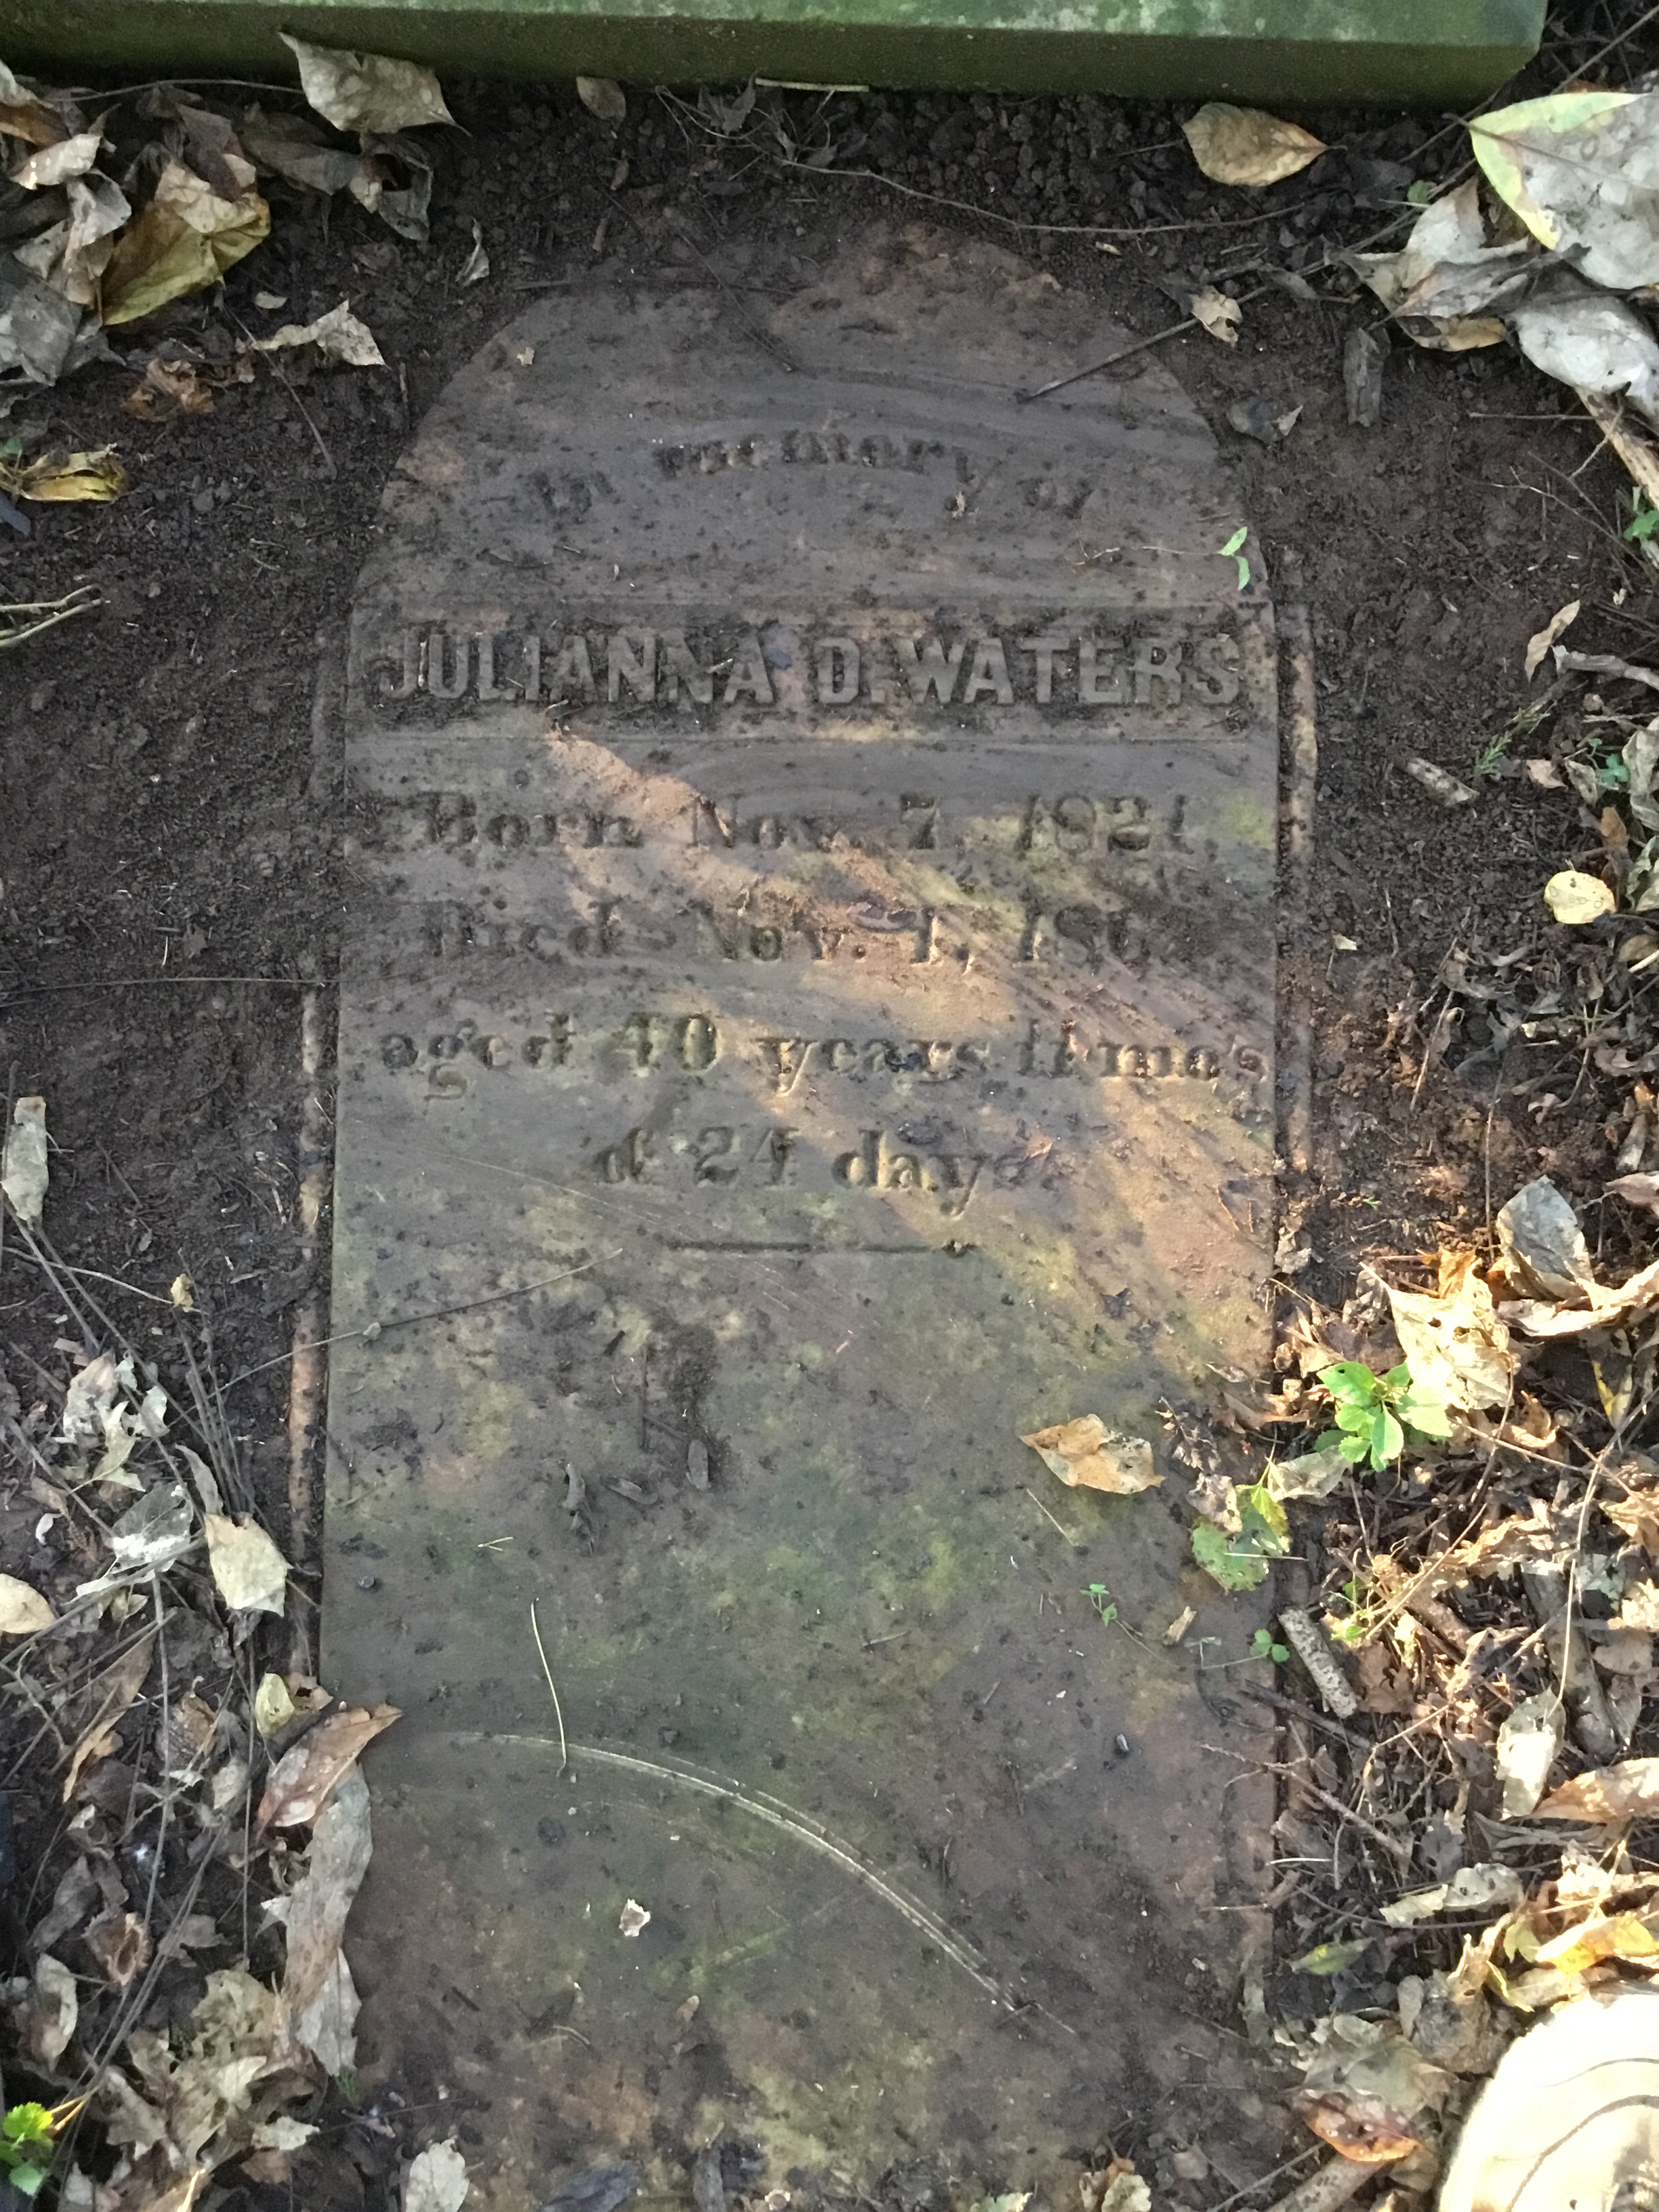 In memory of
JULIANNA D. WATERS
Born Nov. 7, 1821,
Died Nov. 1,
aged 40 years 11 mo's
& 24 days.